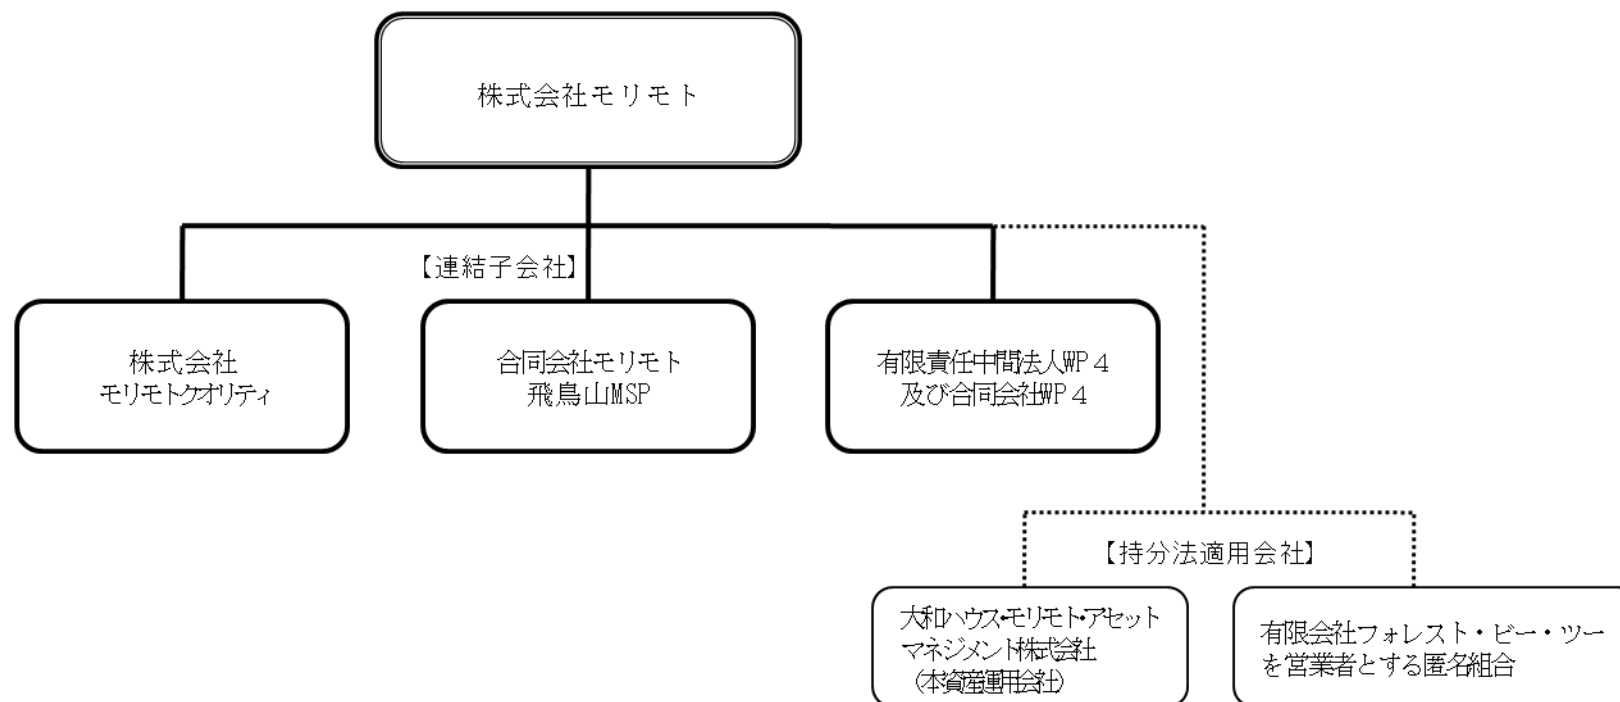 株式会社モリモト
【連結子会社】
株式会社
モリモトクオリティ
合同会社モリモト
飛鳥山MSP
有限責任中間法人WP4
及び合同会社WP4
【持分法適用会社】
大和ハウス・モリモト・アセット
マネジメント株式会社
(本資産運用会社)
有限会社フォレスト・ビー・ツー
を営業者とする匿名組合